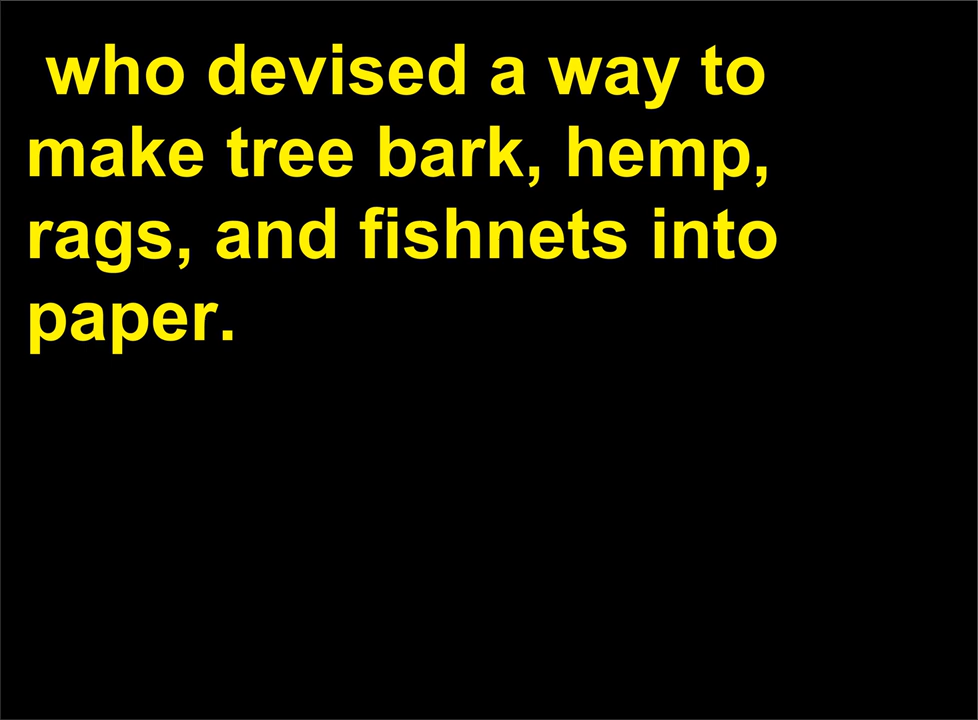 who devised a way to
make tree bark, hemp,
rags, and fishnets into
paper.